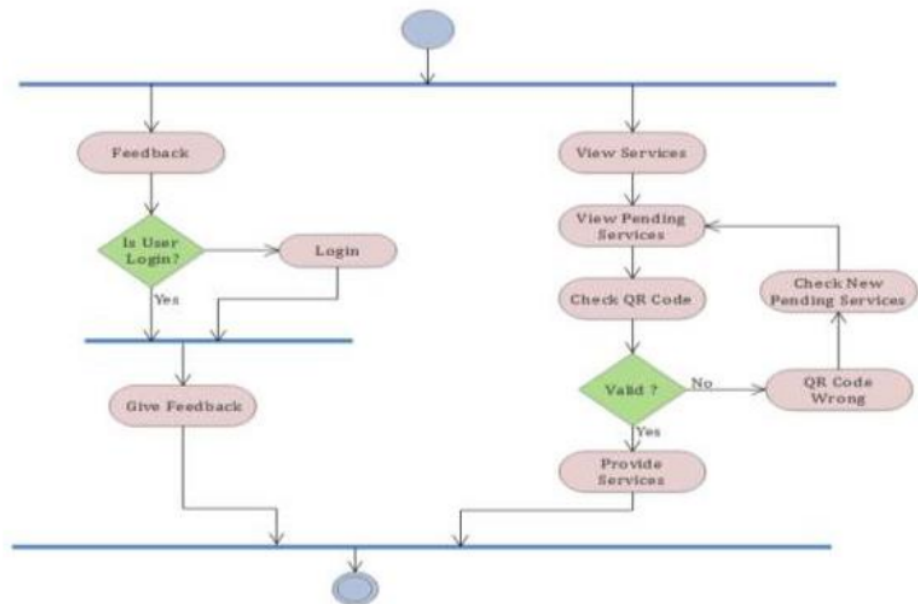 Feedback
View Services
Is User
Login?
Login
Yes
Give Feedback
View Pending
Services
Check QR Code
Check New
Pending Services
Valid ?
No
QR Code
Wrong
Yes
Provide
Services